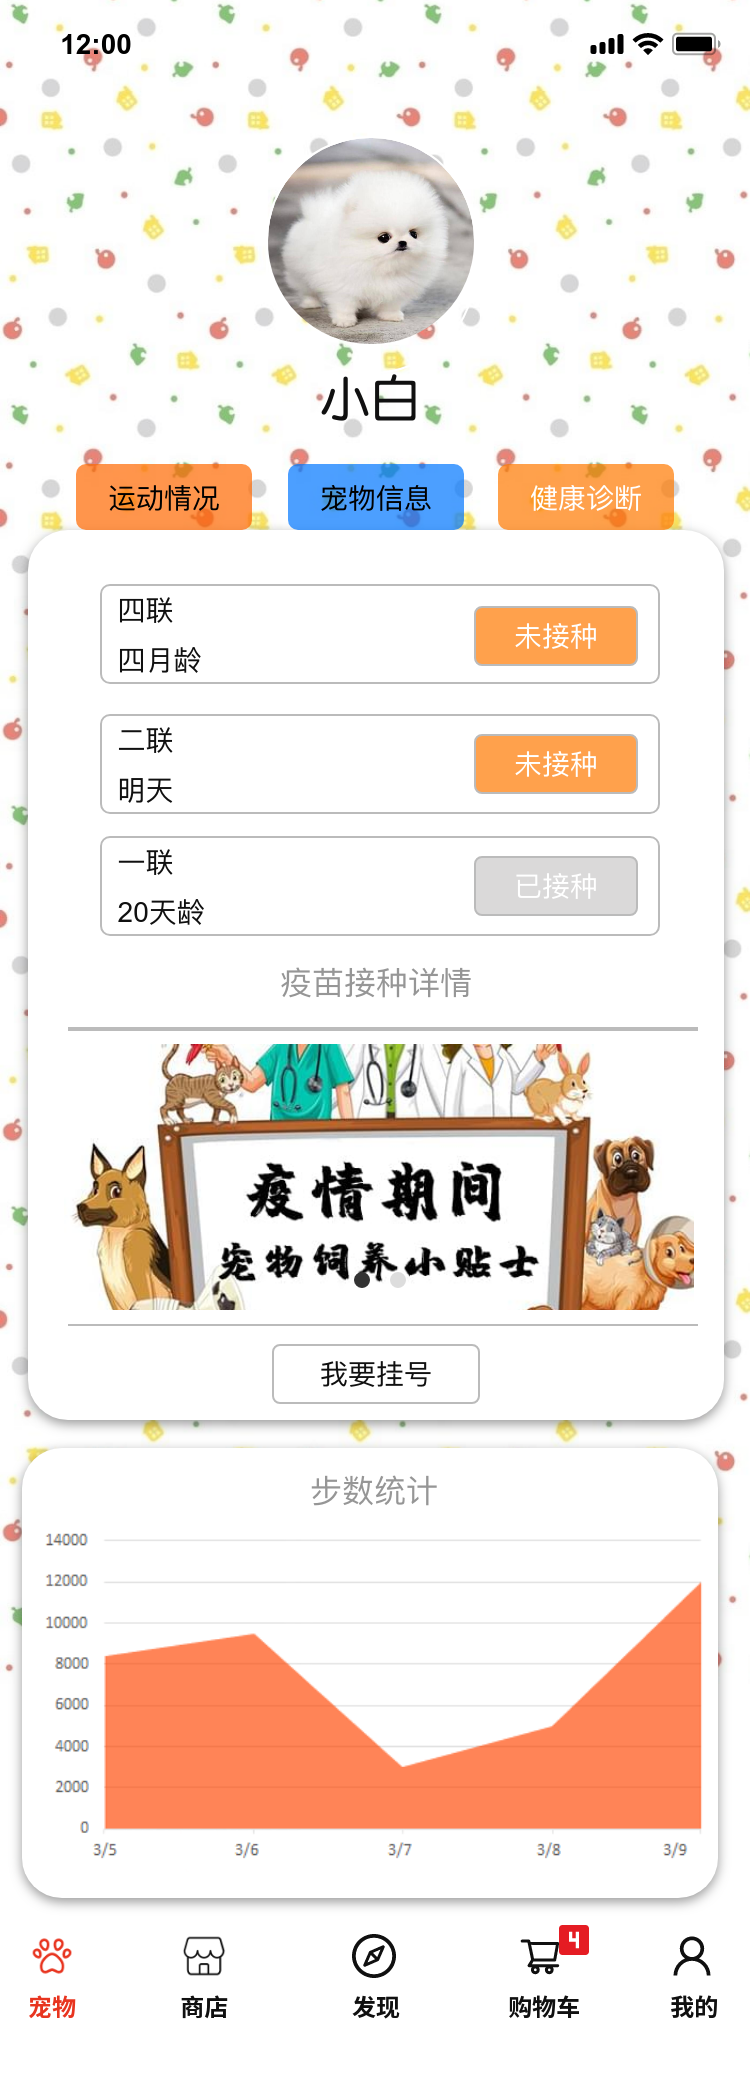 12:00
小白
运动情况 宠物信息 健康诊断
四联
未接种
四月龄
二联
未接种
明天
一联
已接种
20天龄
疫苗接种详情
疫情期间
宠物饲养小贴士
我要挂号
步数统计
14000
12000
10000
8000
6000
4000
2000
0
3/5 3/6 3/7 3/8 3/9
4
宠物 商店 发现 购物车 我的